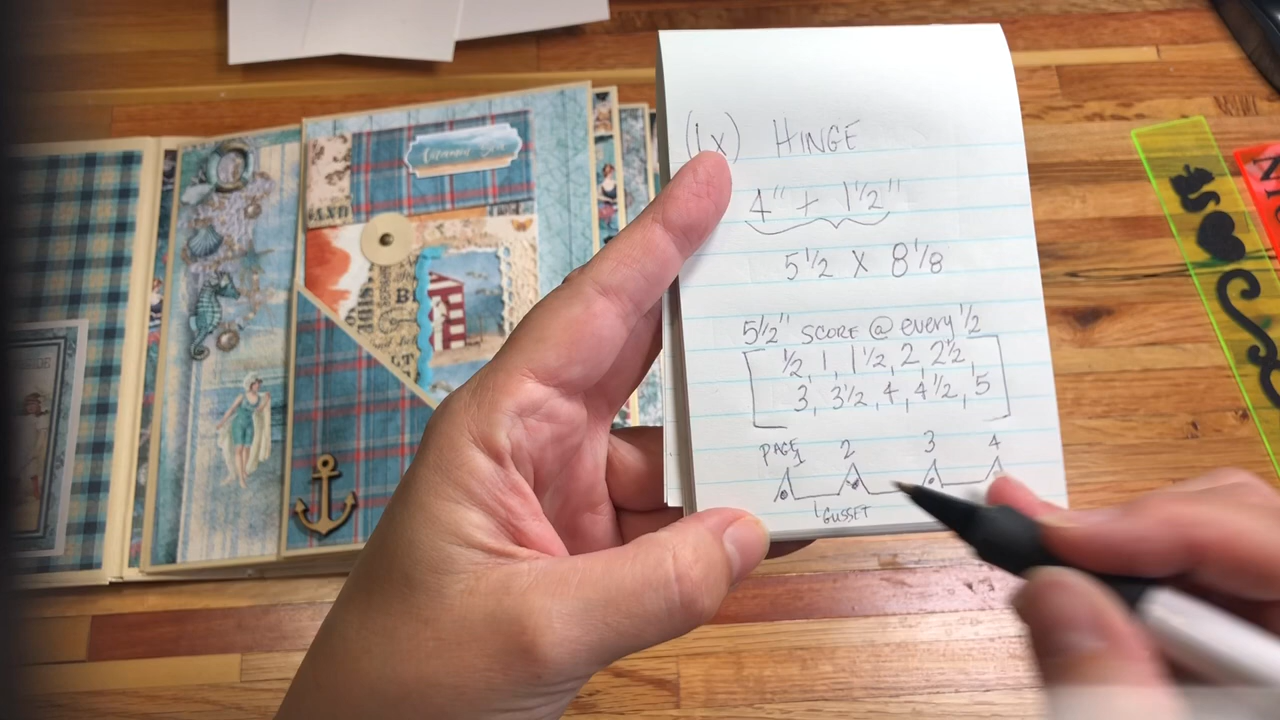 (1x) HINGE
4" + 1 1/2"
5 1/2 X 8 1/8
5 1/2" SCORE @ every 1/2
1/2, 1, 1 1/2, 2, 2 1/2,
3, 3 1/2, 4, 4 1/2, 5
PAGE 1 2 3 4
GUSSET
AND